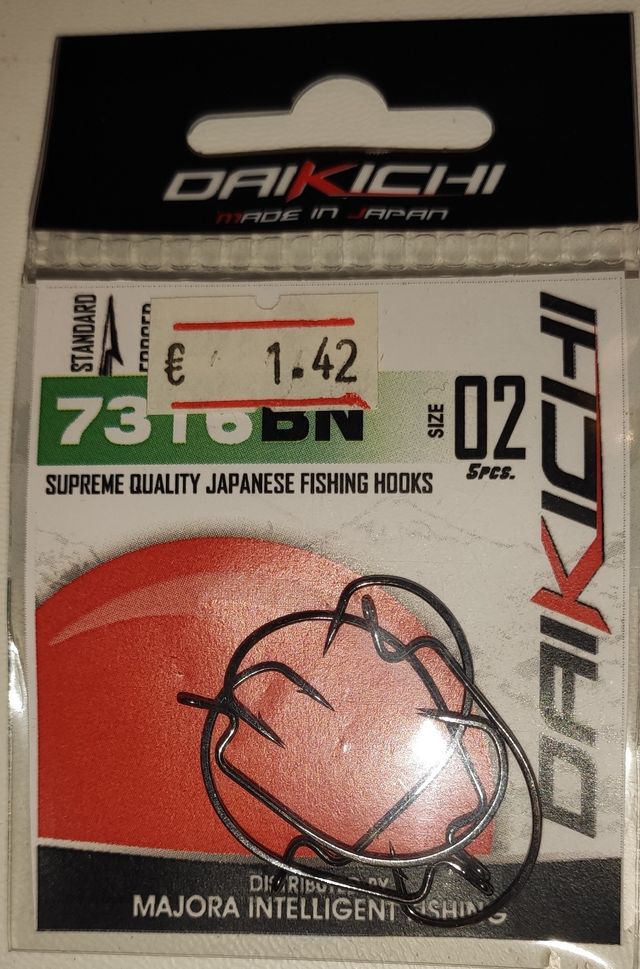 DAIKICHI
MADE IN JAPAN
STANDARD
€ 1.42
7316BN
SIZE
02
5PCS.
SUPREME QUALITY JAPANESE FISHING HOOKS
DAIKICHI
DISTRIBUTED BY
MAJORA INTELLIGENT FISHING